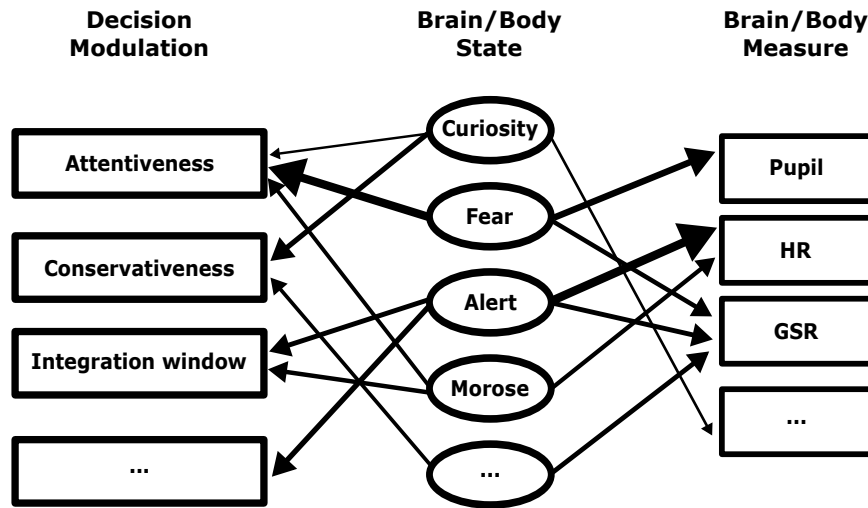 Decision
Modulation
Brain/Body
State
Brain/Body
Measure
Attentiveness
Conservativeness
Integration window
...
Curiosity
Fear
Alert
Morose
...
Pupil
HR
GSR
...